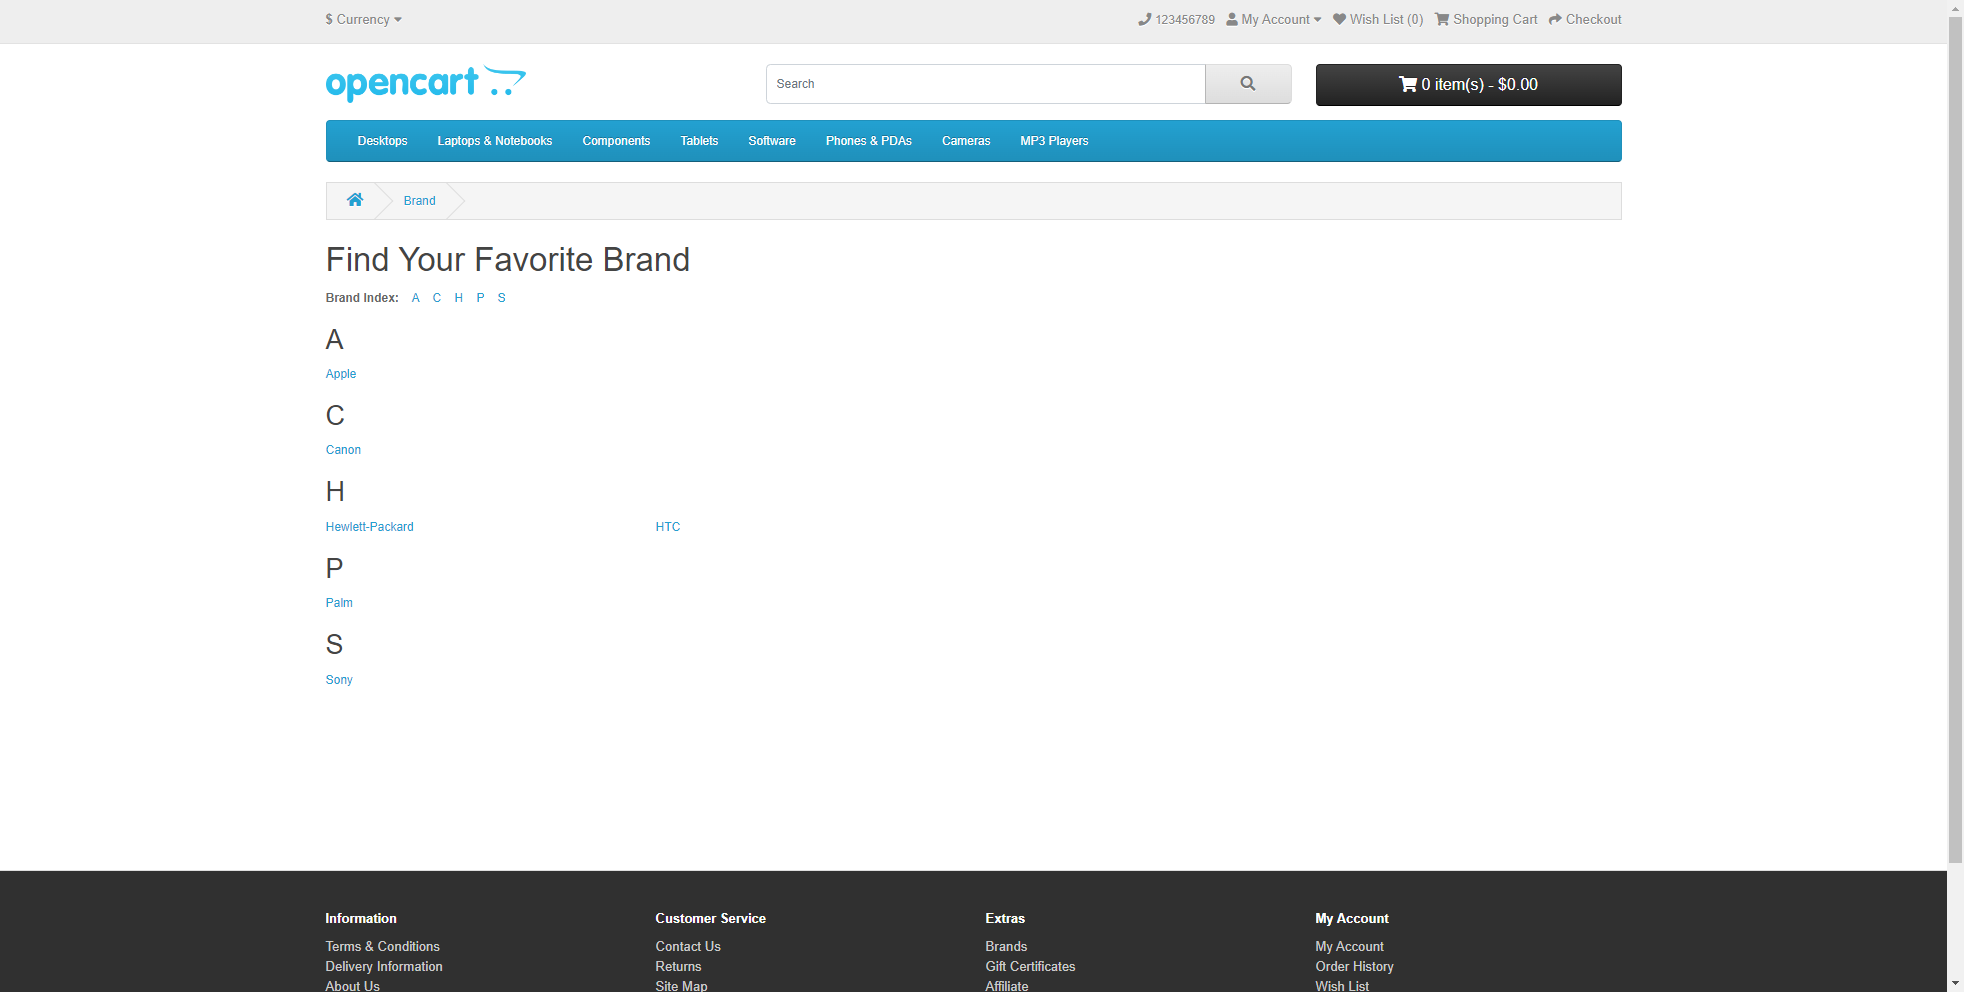 $ Currency
123456789 My Account Wish List (0) Shopping Cart Checkout
opencart
Search
0 item(s) - $0.00
Desktops Laptops & Notebooks Components Tablets Software Phones & PDAs Cameras MP3 Players
Brand
Find Your Favorite Brand
Brand Index: A C H P S
A
Apple
C
Canon
H
Hewlett-Packard HTC
P
Palm
S
Sony
Information
Terms & Conditions
Delivery Information
About Us
Customer Service
Contact Us
Returns
Site Map
Extras
Brands
Gift Certificates
Affiliate
My Account
My Account
Order History
Wish List